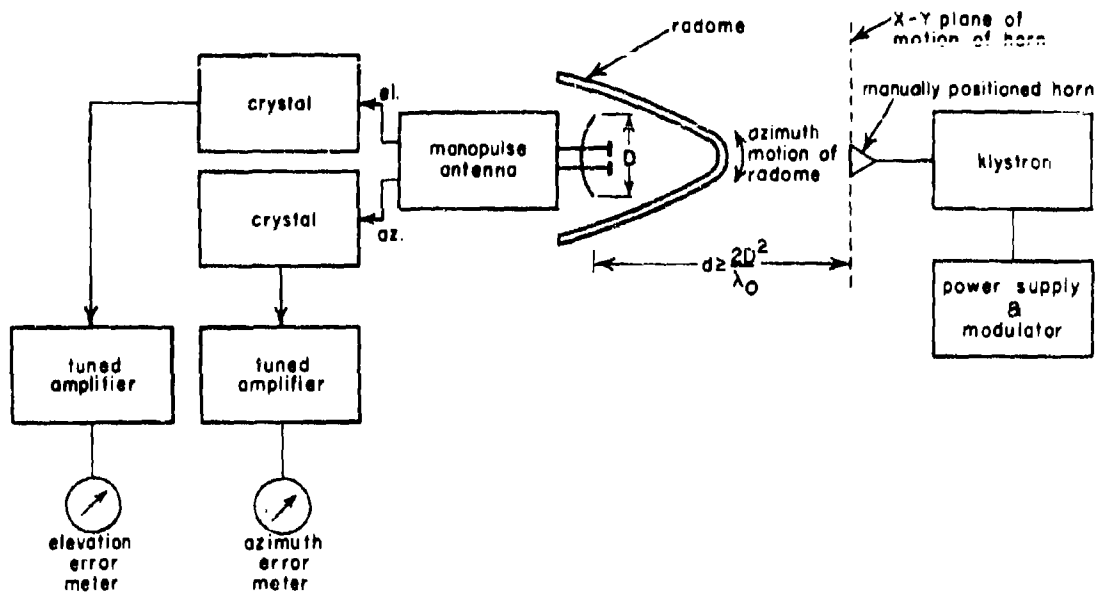 radome
X-Y plane of
motion of horn
manually positioned horn
crystal
el.
manopulse
antenna
D
azimuth
motion of
radome
klystron
crystal
az.
d ≥ 2D²
λ₀
power supply
&
modulator
tuned
amplifier
tuned
amplifier
elevation
error
meter
azimuth
error
meter